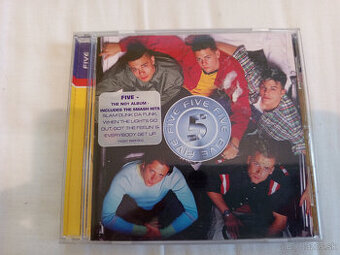 FIVE
FIVE -
THE NO1 ALBUM -
INCLUDES THE SMASH HITS
SLAM DUNK DA FUNK,
WHEN THE LIGHTS GO
OUT, GOT THE FEELIN' &
EVERYBODY GET UP
FIVE FIVE FIVE FIVE FIVE
5